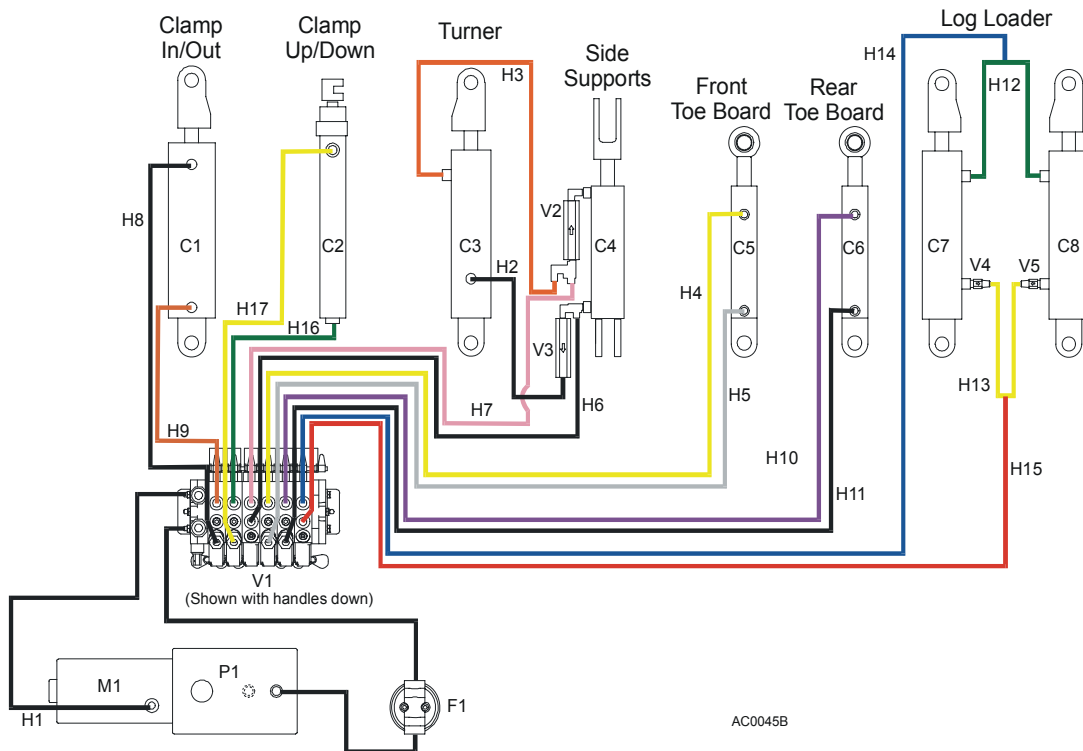 Clamp
In/Out
Clamp
Up/Down
Turner
Side
Supports
Front
Toe Board
Rear
Toe Board
Log Loader
H3
H14
H12
H8
V2
C1
C2
C3
H2
C4
C5
C6
C7
C8
V4
V5
H17
H16
H4
V3
H13
H7
H6
H5
H9
H10
H15
H11
V1
(Shown with handles down)
P1
M1
F1
H1
AC0045B